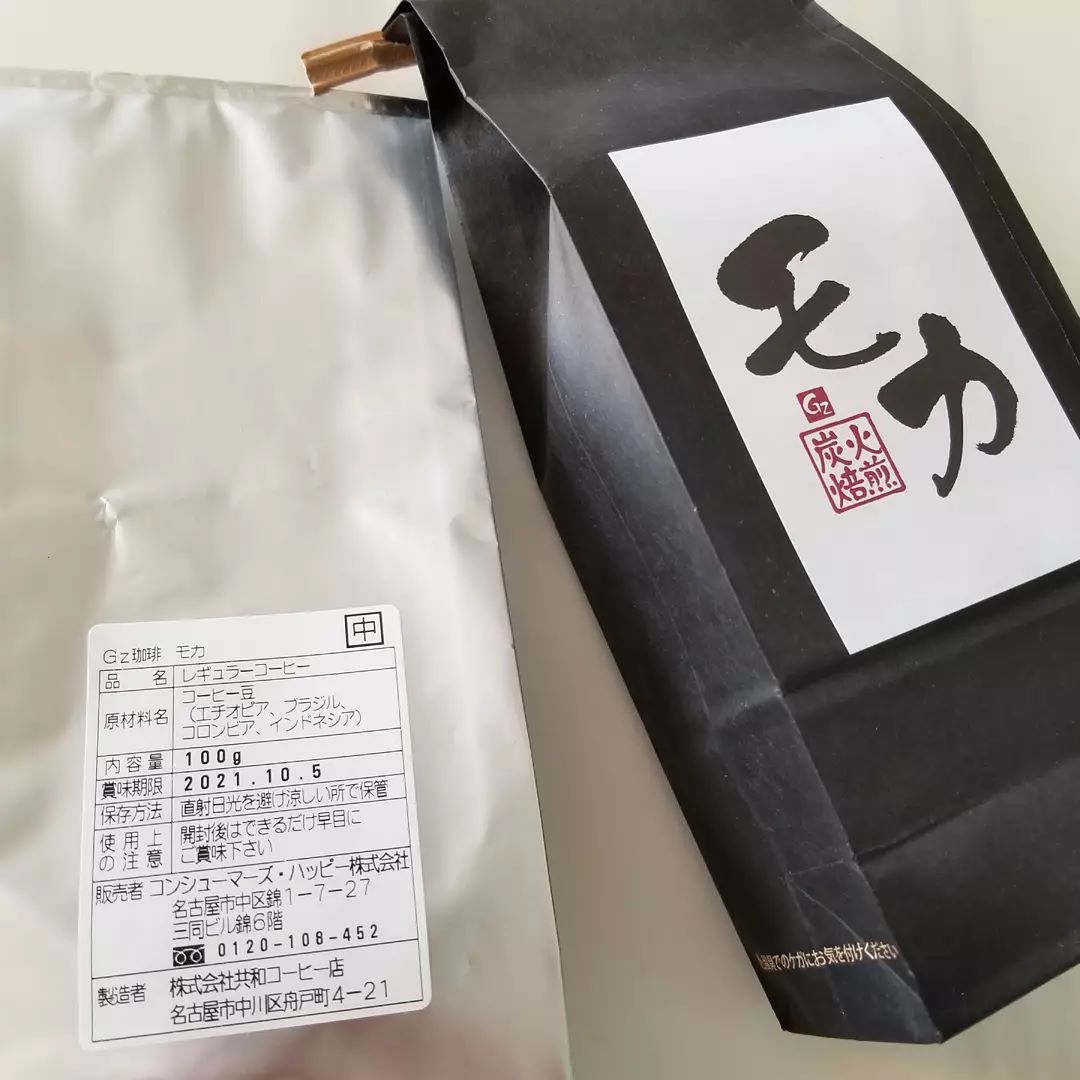 モカ
Gz
炭火
焙煎
中
Gz珈琲 モカ
品名 レギュラーコーヒー
原材料名 コーヒー豆
(エチオピア、ブラジル、
コロンビア、インドネシア)
内容量 100g
賞味期限 2021.10.5
保存方法 直射日光を避け涼しい所で保管
使用上 開封後はできるだけ早目に
の注意 ご賞味下さい
販売者 コンシューマーズ・ハッピー株式会社
名古屋市中区錦1-7-27
三同ビル錦6階
0120-108-452
製造者 株式会社共和コーヒー店
名古屋市中川区舟戸町4-21
でのケガにお気を付けください